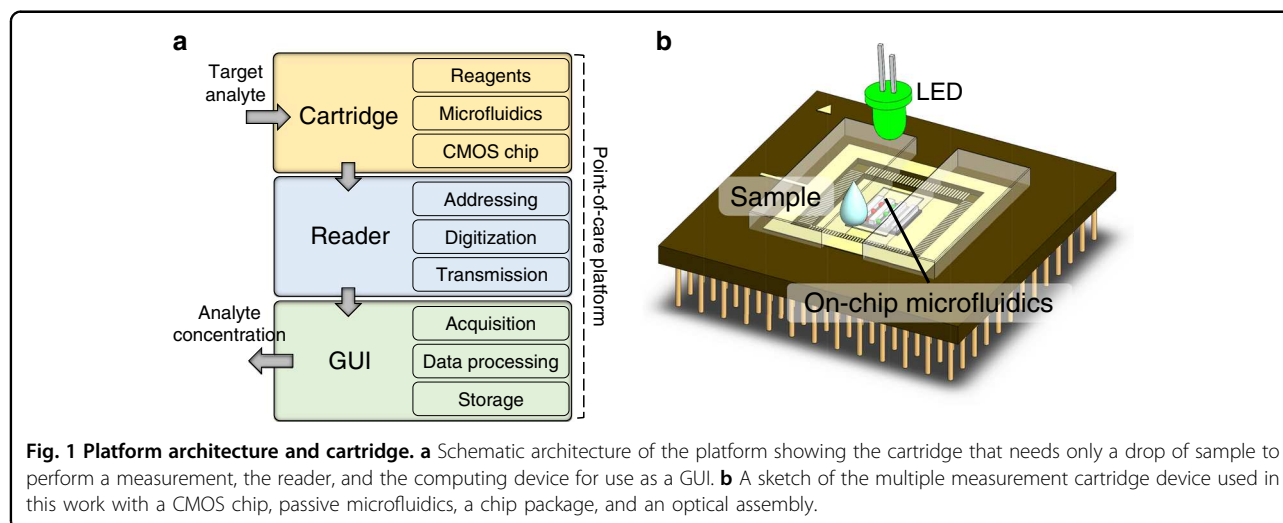 a
Target
analyte
Cartridge
Reagents
Microfluidics
CMOS chip
Reader
Addressing
Digitization
Transmission
Analyte
concentration
GUI
Acquisition
Data processing
Storage
Point-of-care platform
b
LED
Sample
On-chip microfluidics
Fig. 1 Platform architecture and cartridge. a Schematic architecture of the platform showing the cartridge that needs only a drop of sample to
perform a measurement, the reader, and the computing device for use as a GUI. b A sketch of the multiple measurement cartridge device used in
this work with a CMOS chip, passive microfluidics, a chip package, and an optical assembly.